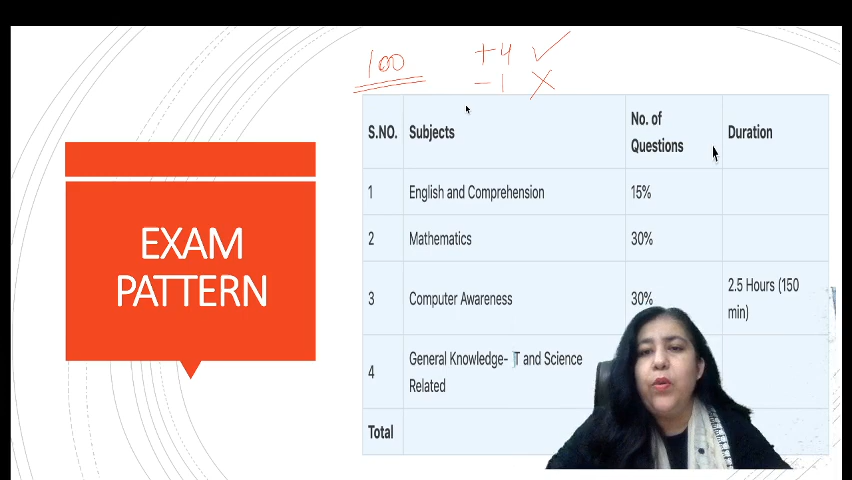 100
+4 ✓
-1 ✗
EXAM
PATTERN
S.NO. Subjects No. of Questions Duration
1 English and Comprehension 15%
2 Mathematics 30%
3 Computer Awareness 30% 2.5 Hours (150 min)
4 General Knowledge- IT and Science Related
Total